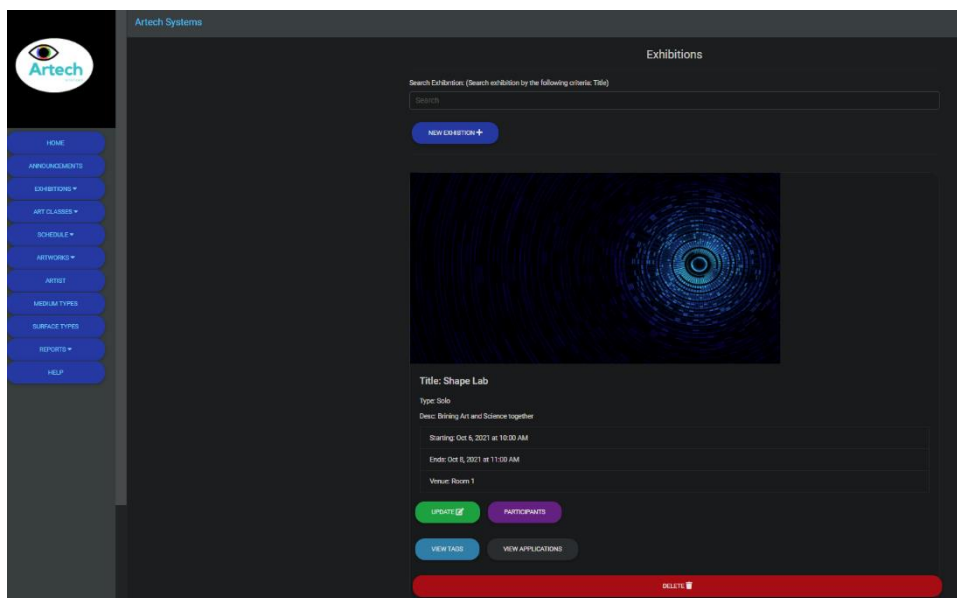 Artech Systems
Artech
Exhibitions
Search Exhibntion: (Search exhibition by the following criteria: Title)
Search
NEW EXHIBITION
HOME
ANNOUNCEMENTS
EXHIBITIONS
ART CLASSES
SCHEDULE
ARTWORKS
ARTIST
MEDIUM TYPES
SURFACE TYPES
REPORTS
HELP
Title: Shape Lab
Type: Solo
Desc: Brining Art and Science together
Starting: Oct 6, 2021 at 10:00 AM
Ends: Oct 8, 2021 at 11:00 AM
Venue: Room 1
UPDATE PARTICIPANTS
VIEW TAGS VIEW APPLICATIONS
DELETE